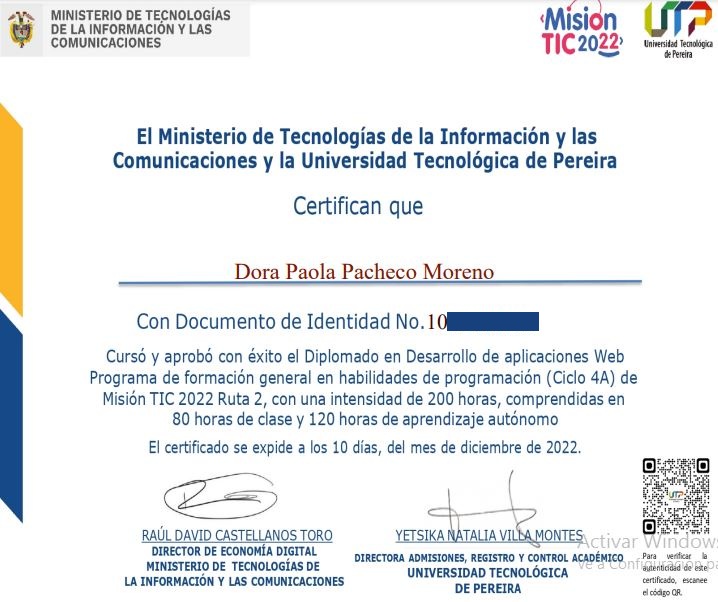 MINISTERIO DE TECNOLOGÍAS
DE LA INFORMACIÓN Y LAS
COMUNICACIONES
Misión
TIC 2022
UTP
Universidad Tecnológica
de Pereira
El Ministerio de Tecnologías de la Información y las
Comunicaciones y la Universidad Tecnológica de Pereira
Certifican que
Dora Paola Pacheco Moreno
Con Documento de Identidad No.10
Cursó y aprobó con éxito el Diplomado en Desarrollo de aplicaciones Web
Programa de formación general en habilidades de programación (Ciclo 4A) de
Misión TIC 2022 Ruta 2, con una intensidad de 200 horas, comprendidas en
80 horas de clase y 120 horas de aprendizaje autónomo
El certificado se expide a los 10 días, del mes de diciembre de 2022.
RAÚL DAVID CASTELLANOS TORO
DIRECTOR DE ECONOMÍA DIGITAL
MINISTERIO DE TECNOLOGÍAS DE
LA INFORMACIÓN Y COMUNICACIONES
YETSIKA NATALIA VILLA MONTES
DIRECTORA ADMISIONES, REGISTRO Y CONTROL ACADÉMICO
UNIVERSIDAD TECNOLÓGICA
DE PEREIRA
UTP
Para verificar la
autenticidad de este
certificado, escanee
el código QR.
Activar Windows
Ve a Configuración pa